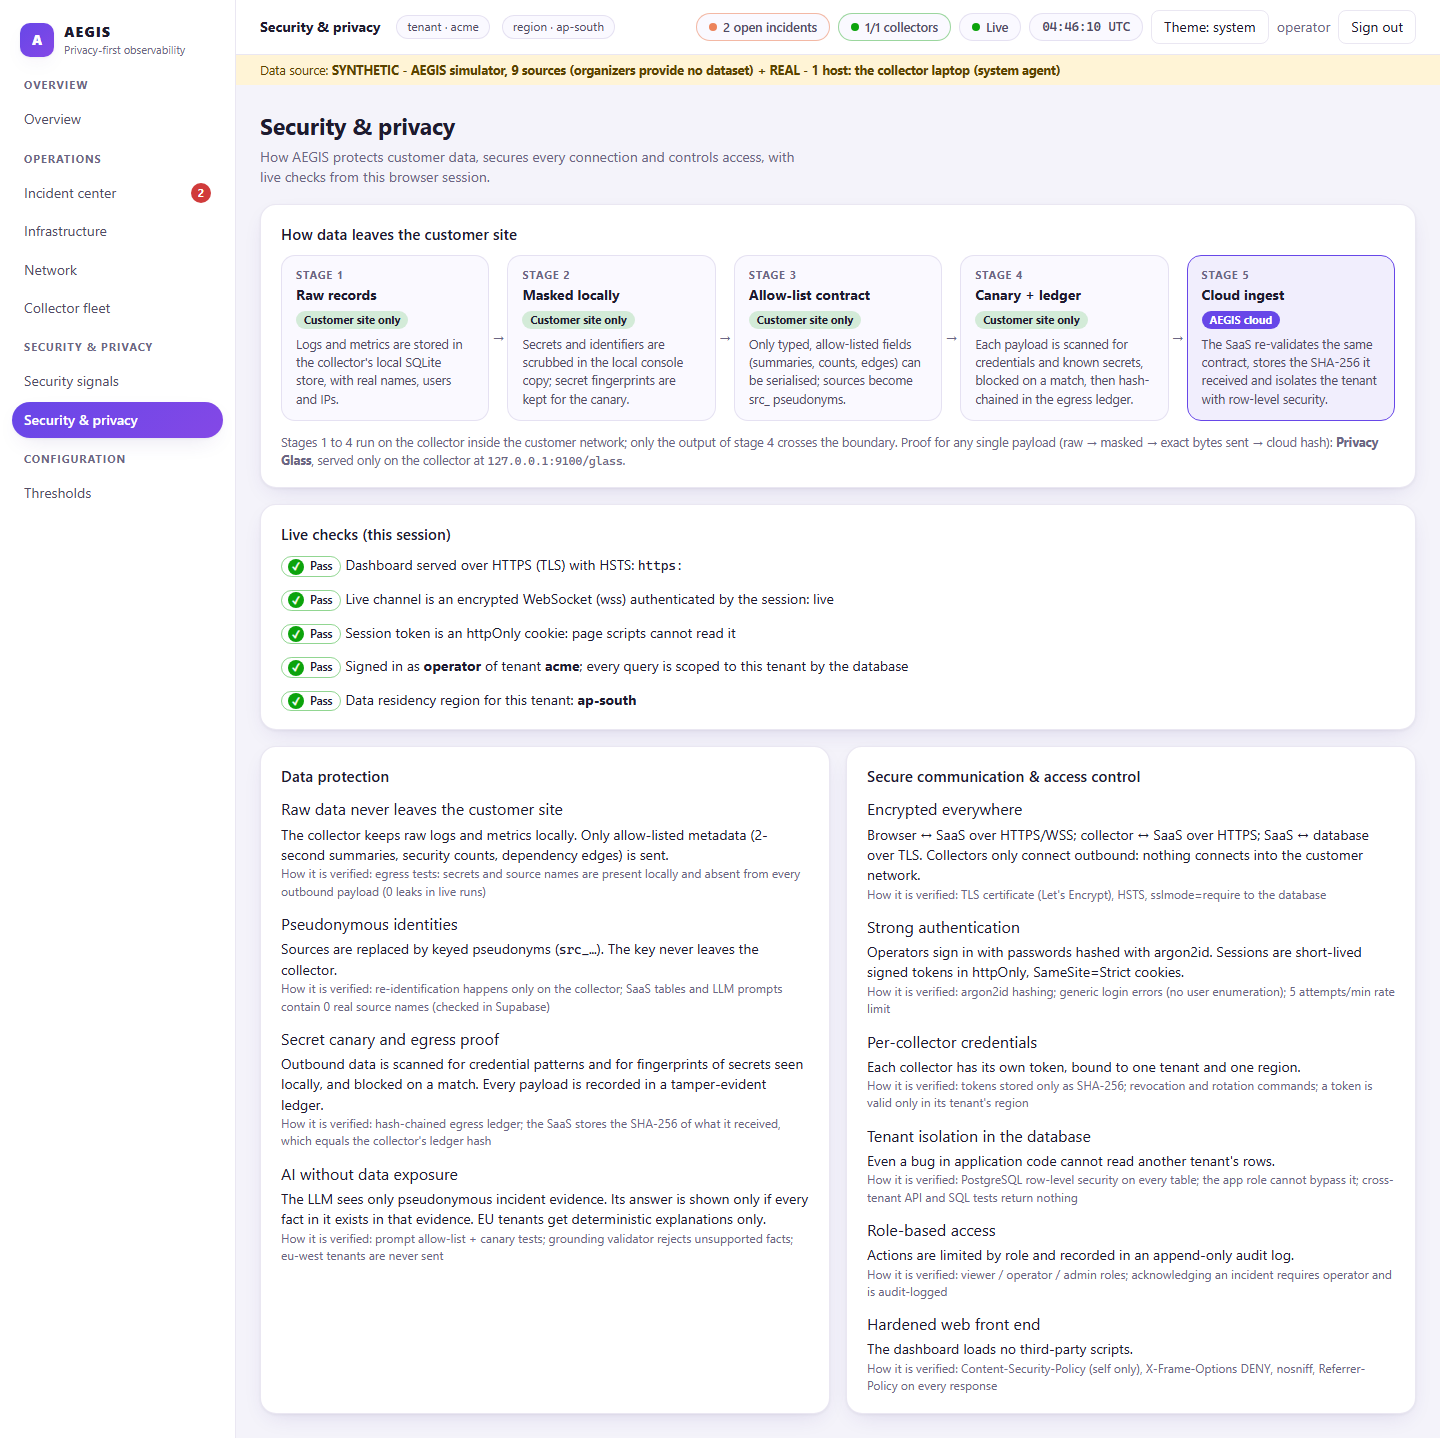 A
AEGIS
Privacy-first observability
OVERVIEW
Overview
OPERATIONS
Incident center
2
Infrastructure
Network
Collector fleet
SECURITY & PRIVACY
Security signals
Security & privacy
CONFIGURATION
Thresholds
Security & privacy
tenant · acme
region · ap-south
2 open incidents
1/1 collectors
Live
04:46:10 UTC
Theme: system
operator
Sign out
Data source: SYNTHETIC - AEGIS simulator, 9 sources (organizers provide no dataset) + REAL - 1 host: the collector laptop (system agent)
Security & privacy
How AEGIS protects customer data, secures every connection and controls access, with
live checks from this browser session.
How data leaves the customer site
STAGE 1
Raw records
Customer site only
Logs and metrics are stored in
the collector's local SQLite
store, with real names, users
and IPs.
→
STAGE 2
Masked locally
Customer site only
Secrets and identifiers are
scrubbed in the local console
copy; secret fingerprints are
kept for the canary.
→
STAGE 3
Allow-list contract
Customer site only
Only typed, allow-listed fields
(summaries, counts, edges) can
be serialised; sources become
src_ pseudonyms.
→
STAGE 4
Canary + ledger
Customer site only
Each payload is scanned for
credentials and known secrets,
blocked on a match, then hash-
chained in the egress ledger.
→
STAGE 5
Cloud ingest
AEGIS cloud
The SaaS re-validates the same
contract, stores the SHA-256 it
received and isolates the tenant
with row-level security.
Stages 1 to 4 run on the collector inside the customer network; only the output of stage 4 crosses the boundary. Proof for any single payload (raw → masked → exact bytes sent → cloud hash): Privacy
Glass, served only on the collector at 127.0.0.1:9100/glass.
Live checks (this session)
Pass Dashboard served over HTTPS (TLS) with HSTS: https:
Pass Live channel is an encrypted WebSocket (wss) authenticated by the session: live
Pass Session token is an httpOnly cookie: page scripts cannot read it
Pass Signed in as operator of tenant acme; every query is scoped to this tenant by the database
Pass Data residency region for this tenant: ap-south
Data protection
Raw data never leaves the customer site
The collector keeps raw logs and metrics locally. Only allow-listed metadata (2-
second summaries, security counts, dependency edges) is sent.
How it is verified: egress tests: secrets and source names are present locally and absent from every
outbound payload (0 leaks in live runs)
Pseudonymous identities
Sources are replaced by keyed pseudonyms (src_…). The key never leaves the
collector.
How it is verified: re-identification happens only on the collector; SaaS tables and LLM prompts
contain 0 real source names (checked in Supabase)
Secret canary and egress proof
Outbound data is scanned for credential patterns and for fingerprints of secrets seen
locally, and blocked on a match. Every payload is recorded in a tamper-evident
ledger.
How it is verified: hash-chained egress ledger; the SaaS stores the SHA-256 of what it received,
which equals the collector's ledger hash
AI without data exposure
The LLM sees only pseudonymous incident evidence. Its answer is shown only if every
fact in it exists in that evidence. EU tenants get deterministic explanations only.
How it is verified: prompt allow-list + canary tests; grounding validator rejects unsupported facts;
eu-west tenants are never sent
Secure communication & access control
Encrypted everywhere
Browser ↔ SaaS over HTTPS/WSS; collector ↔ SaaS over HTTPS; SaaS ↔ database
over TLS. Collectors only connect outbound: nothing connects into the customer
network.
How it is verified: TLS certificate (Let's Encrypt), HSTS, sslmode=require to the database
Strong authentication
Operators sign in with passwords hashed with argon2id. Sessions are short-lived
signed tokens in httpOnly, SameSite=Strict cookies.
How it is verified: argon2id hashing; generic login errors (no user enumeration); 5 attempts/min rate
limit
Per-collector credentials
Each collector has its own token, bound to one tenant and one region.
How it is verified: tokens stored only as SHA-256; revocation and rotation commands; a token is
valid only in its tenant's region
Tenant isolation in the database
Even a bug in application code cannot read another tenant's rows.
How it is verified: PostgreSQL row-level security on every table; the app role cannot bypass it; cross-
tenant API and SQL tests return nothing
Role-based access
Actions are limited by role and recorded in an append-only audit log.
How it is verified: viewer / operator / admin roles; acknowledging an incident requires operator and
is audit-logged
Hardened web front end
The dashboard loads no third-party scripts.
How it is verified: Content-Security-Policy (self only), X-Frame-Options DENY, nosniff, Referrer-
Policy on every response